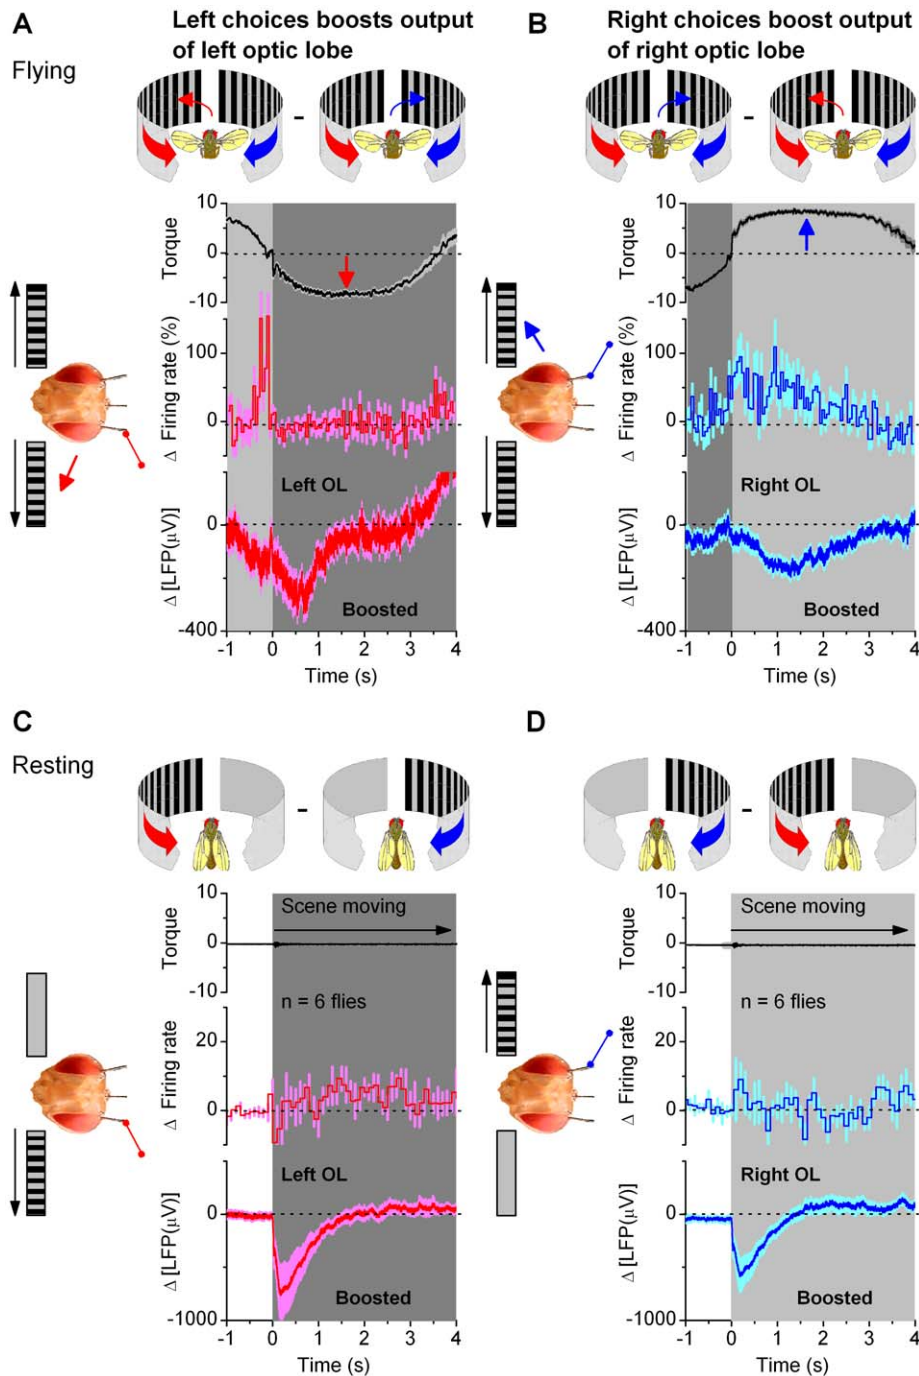 A
Left choices boosts output
of left optic lobe
B
Right choices boost output
of right optic lobe
Flying
-
-
10
0
-10
Torque
100
0
Δ Firing rate (%)
Left OL
0
-400
Δ [LFP(μV)]
Boosted
-1 0 1 2 3 4
Time (s)
10
0
-10
Torque
100
0
Δ Firing rate (%)
Right OL
0
-400
Δ [LFP(μV)]
Boosted
-1 0 1 2 3 4
Time (s)
C
D
Resting
-
-
10
0
-10
Torque
Scene moving
n = 6 flies
20
0
Δ Firing rate
Left OL
0
-1000
Δ [LFP(μV)]
Boosted
-1 0 1 2 3 4
Time (s)
10
0
-10
Torque
Scene moving
n = 6 flies
20
0
Δ Firing rate
Right OL
0
-1000
Δ [LFP(μV)]
Boosted
-1 0 1 2 3 4
Time (s)